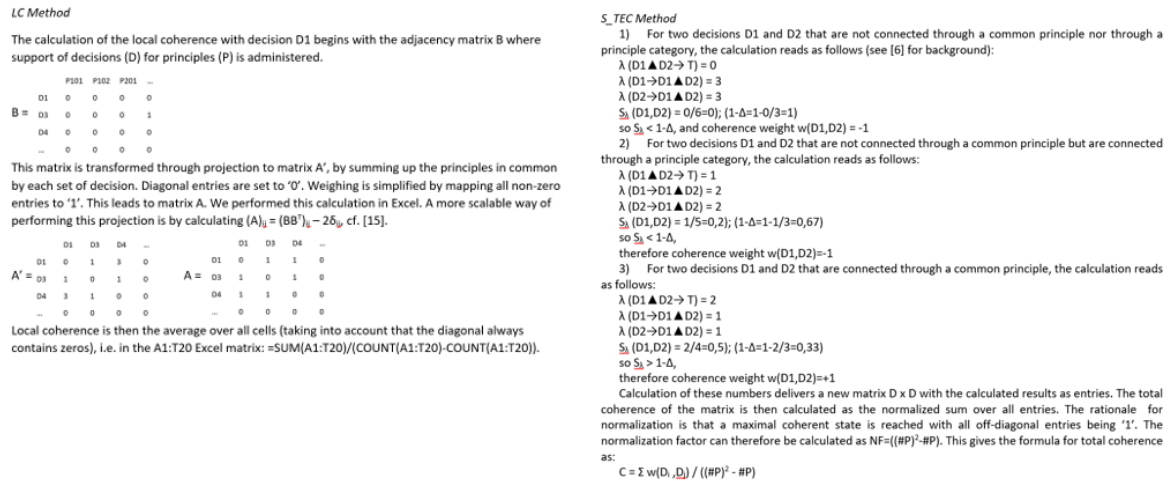 LC Method
The calculation of the local coherence with decision D1 begins with the adjacency matrix B where
support of decisions (D) for principles (P) is administered.
P101 P102 P201 ...
D1 0 0 0 0
B = D3 0 0 0 1
D4 0 0 0 0
... 0 0 0 0
This matrix is transformed through projection to matrix A’, by summing up the principles in common
by each set of decision. Diagonal entries are set to ‘0’. Weighing is simplified by mapping all non-zero
entries to ‘1’. This leads to matrix A. We performed this calculation in Excel. A more scalable way of
performing this projection is by calculating (A)ij = (BBᵀ)ij – 2δij, cf. [15].
D1 D3 D4 ... D1 D3 D4 ...
D1 0 1 3 0 D1 0 1 1 0
A’ = D3 1 0 1 0 A = D3 1 0 1 0
D4 3 1 0 0 D4 1 1 0 0
... 0 0 0 0 ... 0 0 0 0
Local coherence is then the average over all cells (taking into account that the diagonal always
contains zeros), i.e. in the A1:T20 Excel matrix: =SUM(A1:T20)/(COUNT(A1:T20)-COUNT(A1:T20)).
S_TEC Method
1) For two decisions D1 and D2 that are not connected through a common principle nor through a
principle category, the calculation reads as follows (see [6] for background):
λ (D1▲D2→ T) = 0
λ (D1→D1▲D2) = 3
λ (D2→D1▲D2) = 3
Sλ (D1,D2) = 0/6=0); (1-Δ=1-0/3=1)
so Sλ < 1-Δ, and coherence weight w(D1,D2) = -1
2) For two decisions D1 and D2 that are not connected through a common principle but are connected
through a principle category, the calculation reads as follows:
λ (D1▲D2→ T) = 1
λ (D1→D1▲D2) = 2
λ (D2→D1▲D2) = 2
Sλ (D1,D2) = 1/5=0,2); (1-Δ=1-1/3=0,67)
so Sλ < 1-Δ,
therefore coherence weight w(D1,D2)=-1
3) For two decisions D1 and D2 that are connected through a common principle, the calculation reads
as follows:
λ (D1▲D2→ T) = 2
λ (D1→D1▲D2) = 1
λ (D2→D1▲D2) = 1
Sλ (D1,D2) = 2/4=0,5); (1-Δ=1-2/3=0,33)
so Sλ > 1-Δ,
therefore coherence weight w(D1,D2)=+1
Calculation of these numbers delivers a new matrix D x D with the calculated results as entries. The total
coherence of the matrix is then calculated as the normalized sum over all entries. The rationale for
normalization is that a maximal coherent state is reached with all off-diagonal entries being ‘1’. The
normalization factor can therefore be calculated as NF=((#P)²-#P). This gives the formula for total coherence
as:
C = Σ w(Di ,Dj) / ((#P)² - #P)